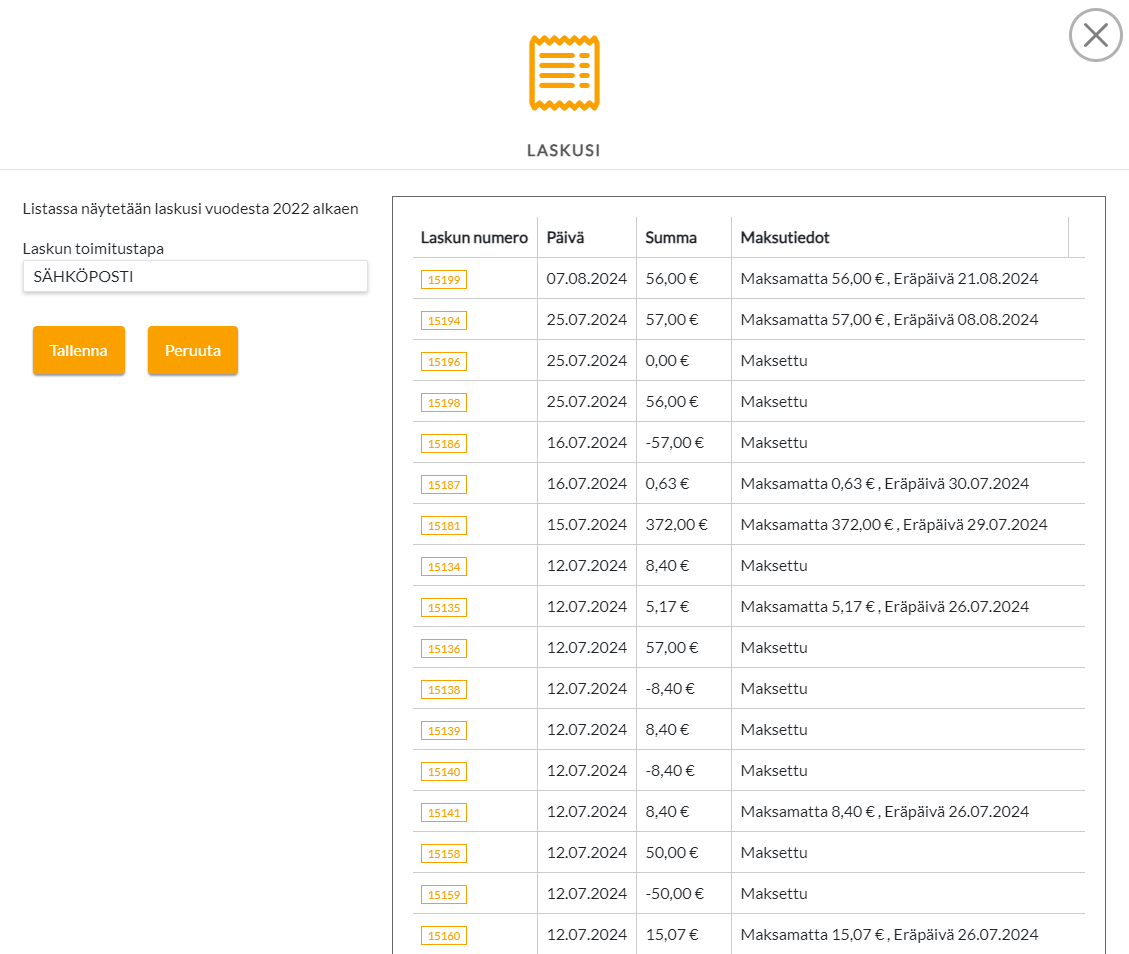 LASKUSI
Listassa näytetään laskusi vuodesta 2022 alkaen
Laskun toimitustapa
SÄHKÖPOSTI
Tallenna Peruuta
Laskun numero Päivä Summa Maksutiedot
15199 07.08.2024 56,00 € Maksamatta 56,00 € , Eräpäivä 21.08.2024
15194 25.07.2024 57,00 € Maksamatta 57,00 € , Eräpäivä 08.08.2024
15196 25.07.2024 0,00 € Maksettu
15198 25.07.2024 56,00 € Maksettu
15186 16.07.2024 -57,00 € Maksettu
15187 16.07.2024 0,63 € Maksamatta 0,63 € , Eräpäivä 30.07.2024
15181 15.07.2024 372,00 € Maksamatta 372,00 € , Eräpäivä 29.07.2024
15134 12.07.2024 8,40 € Maksettu
15135 12.07.2024 5,17 € Maksamatta 5,17 € , Eräpäivä 26.07.2024
15136 12.07.2024 57,00 € Maksettu
15138 12.07.2024 -8,40 € Maksettu
15139 12.07.2024 8,40 € Maksettu
15140 12.07.2024 -8,40 € Maksettu
15141 12.07.2024 8,40 € Maksamatta 8,40 € , Eräpäivä 26.07.2024
15158 12.07.2024 50,00 € Maksettu
15159 12.07.2024 -50,00 € Maksettu
15160 12.07.2024 15,07 € Maksamatta 15,07 € , Eräpäivä 26.07.2024